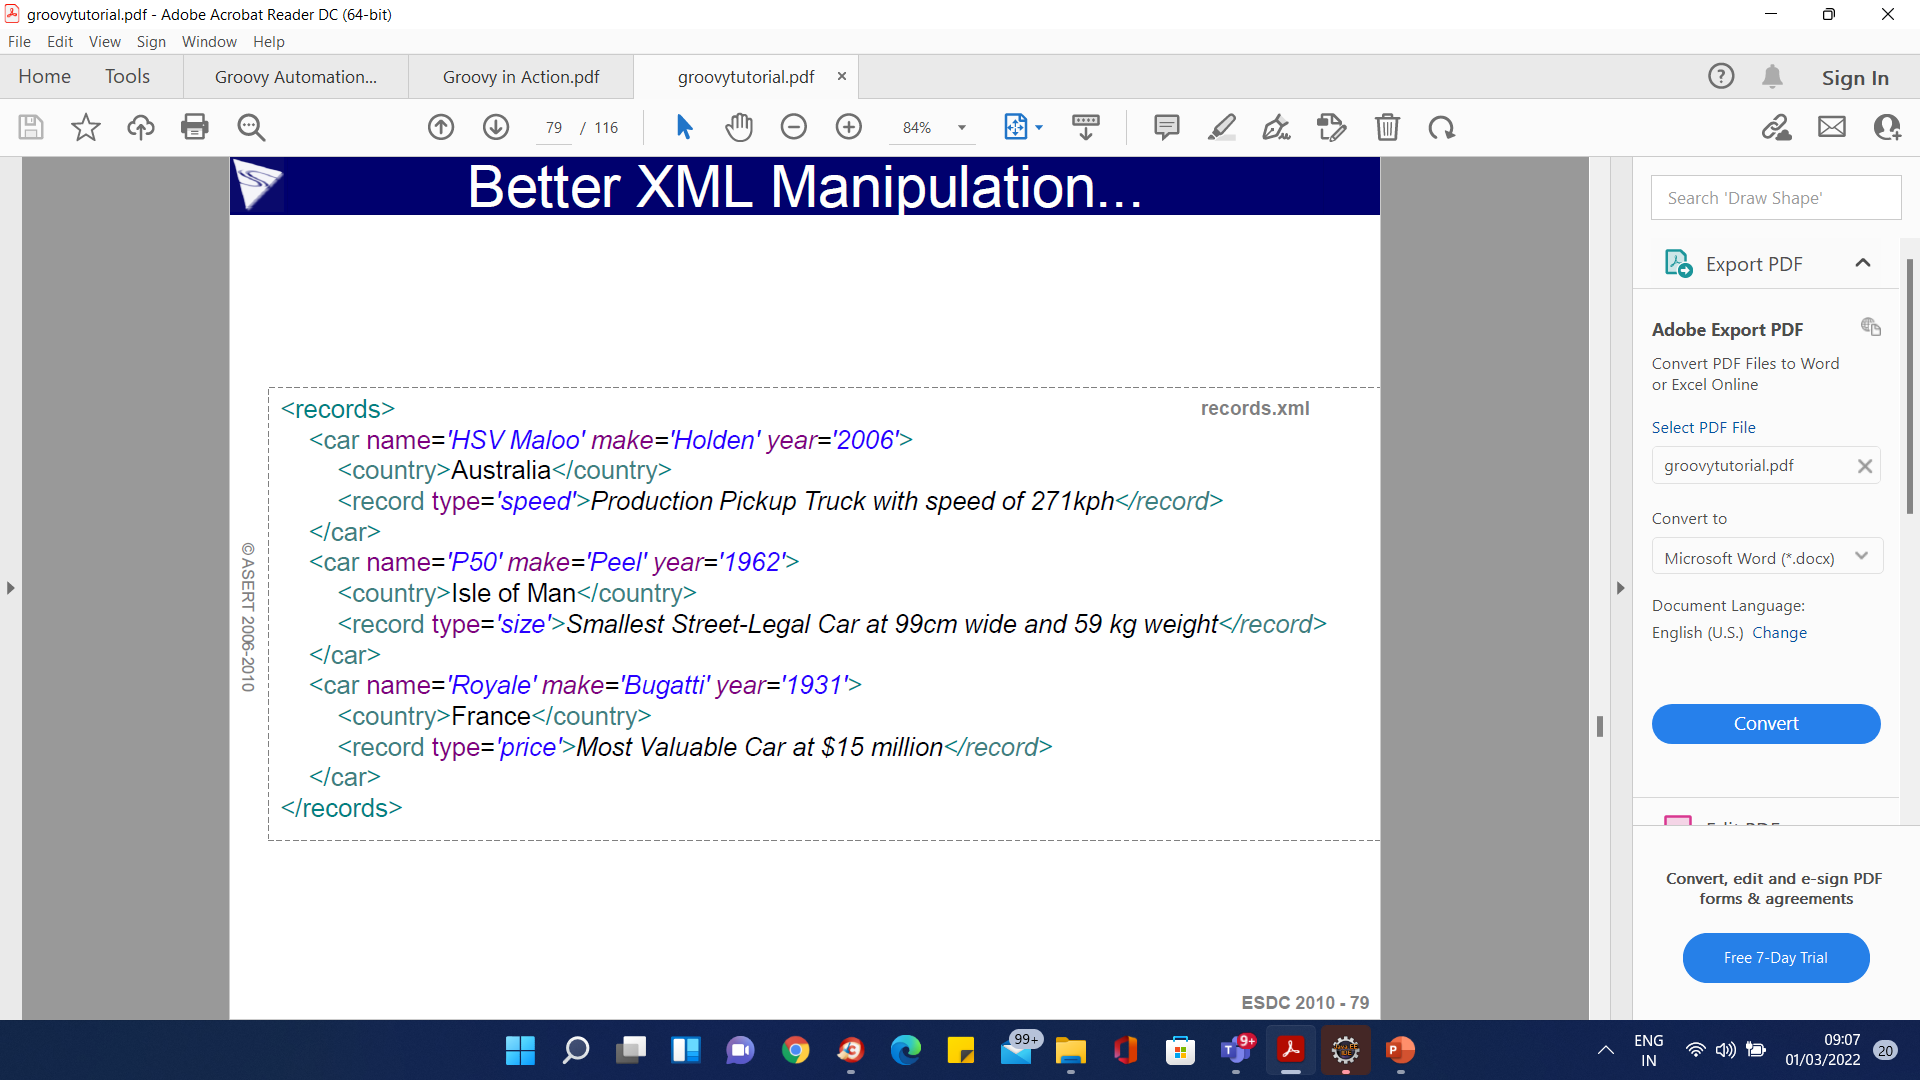 groovytutorial.pdf - Adobe Acrobat Reader DC (64-bit)
File Edit View Sign Window Help
Home Tools Groovy Automation... Groovy in Action.pdf groovytutorial.pdf × Sign In
79 / 116 84%
Better XML Manipulation...
records.xml
<records>
<car name='HSV Maloo' make='Holden' year='2006'>
<country>Australia</country>
<record type='speed'>Production Pickup Truck with speed of 271kph</record>
</car>
<car name='P50' make='Peel' year='1962'>
<country>Isle of Man</country>
<record type='size'>Smallest Street-Legal Car at 99cm wide and 59 kg weight</record>
</car>
<car name='Royale' make='Bugatti' year='1931'>
<country>France</country>
<record type='price'>Most Valuable Car at $15 million</record>
</car>
</records>
© ASERT 2006-2010
ESDC 2010 - 79
Search 'Draw Shape'
Export PDF
Adobe Export PDF
Convert PDF Files to Word
or Excel Online
Select PDF File
groovytutorial.pdf
Convert to
Microsoft Word (*.docx)
Document Language:
English (U.S.) Change
Convert
Convert, edit and e-sign PDF
forms & agreements
Free 7-Day Trial
99+
9+
ENG
IN
09:07
01/03/2022
20